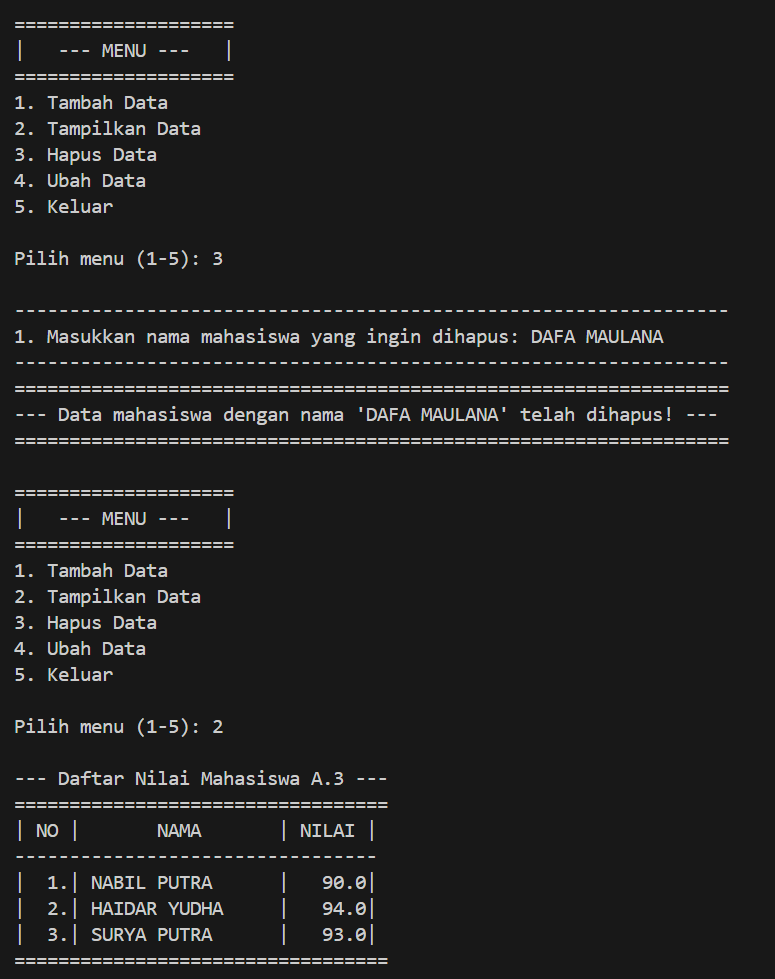 ====================
|   --- MENU ---   |
====================
1. Tambah Data
2. Tampilkan Data
3. Hapus Data
4. Ubah Data
5. Keluar

Pilih menu (1-5): 3

-----------------------------------------------------------------
1. Masukkan nama mahasiswa yang ingin dihapus: DAFA MAULANA
-----------------------------------------------------------------
=================================================================
--- Data mahasiswa dengan nama 'DAFA MAULANA' telah dihapus! ---
=================================================================

====================
|   --- MENU ---   |
====================
1. Tambah Data
2. Tampilkan Data
3. Hapus Data
4. Ubah Data
5. Keluar

Pilih menu (1-5): 2

--- Daftar Nilai Mahasiswa A.3 ---
==================================
| NO |       NAMA       | NILAI |
---------------------------------
|  1.| NABIL PUTRA      |   90.0|
|  2.| HAIDAR YUDHA     |   94.0|
|  3.| SURYA PUTRA      |   93.0|
==================================